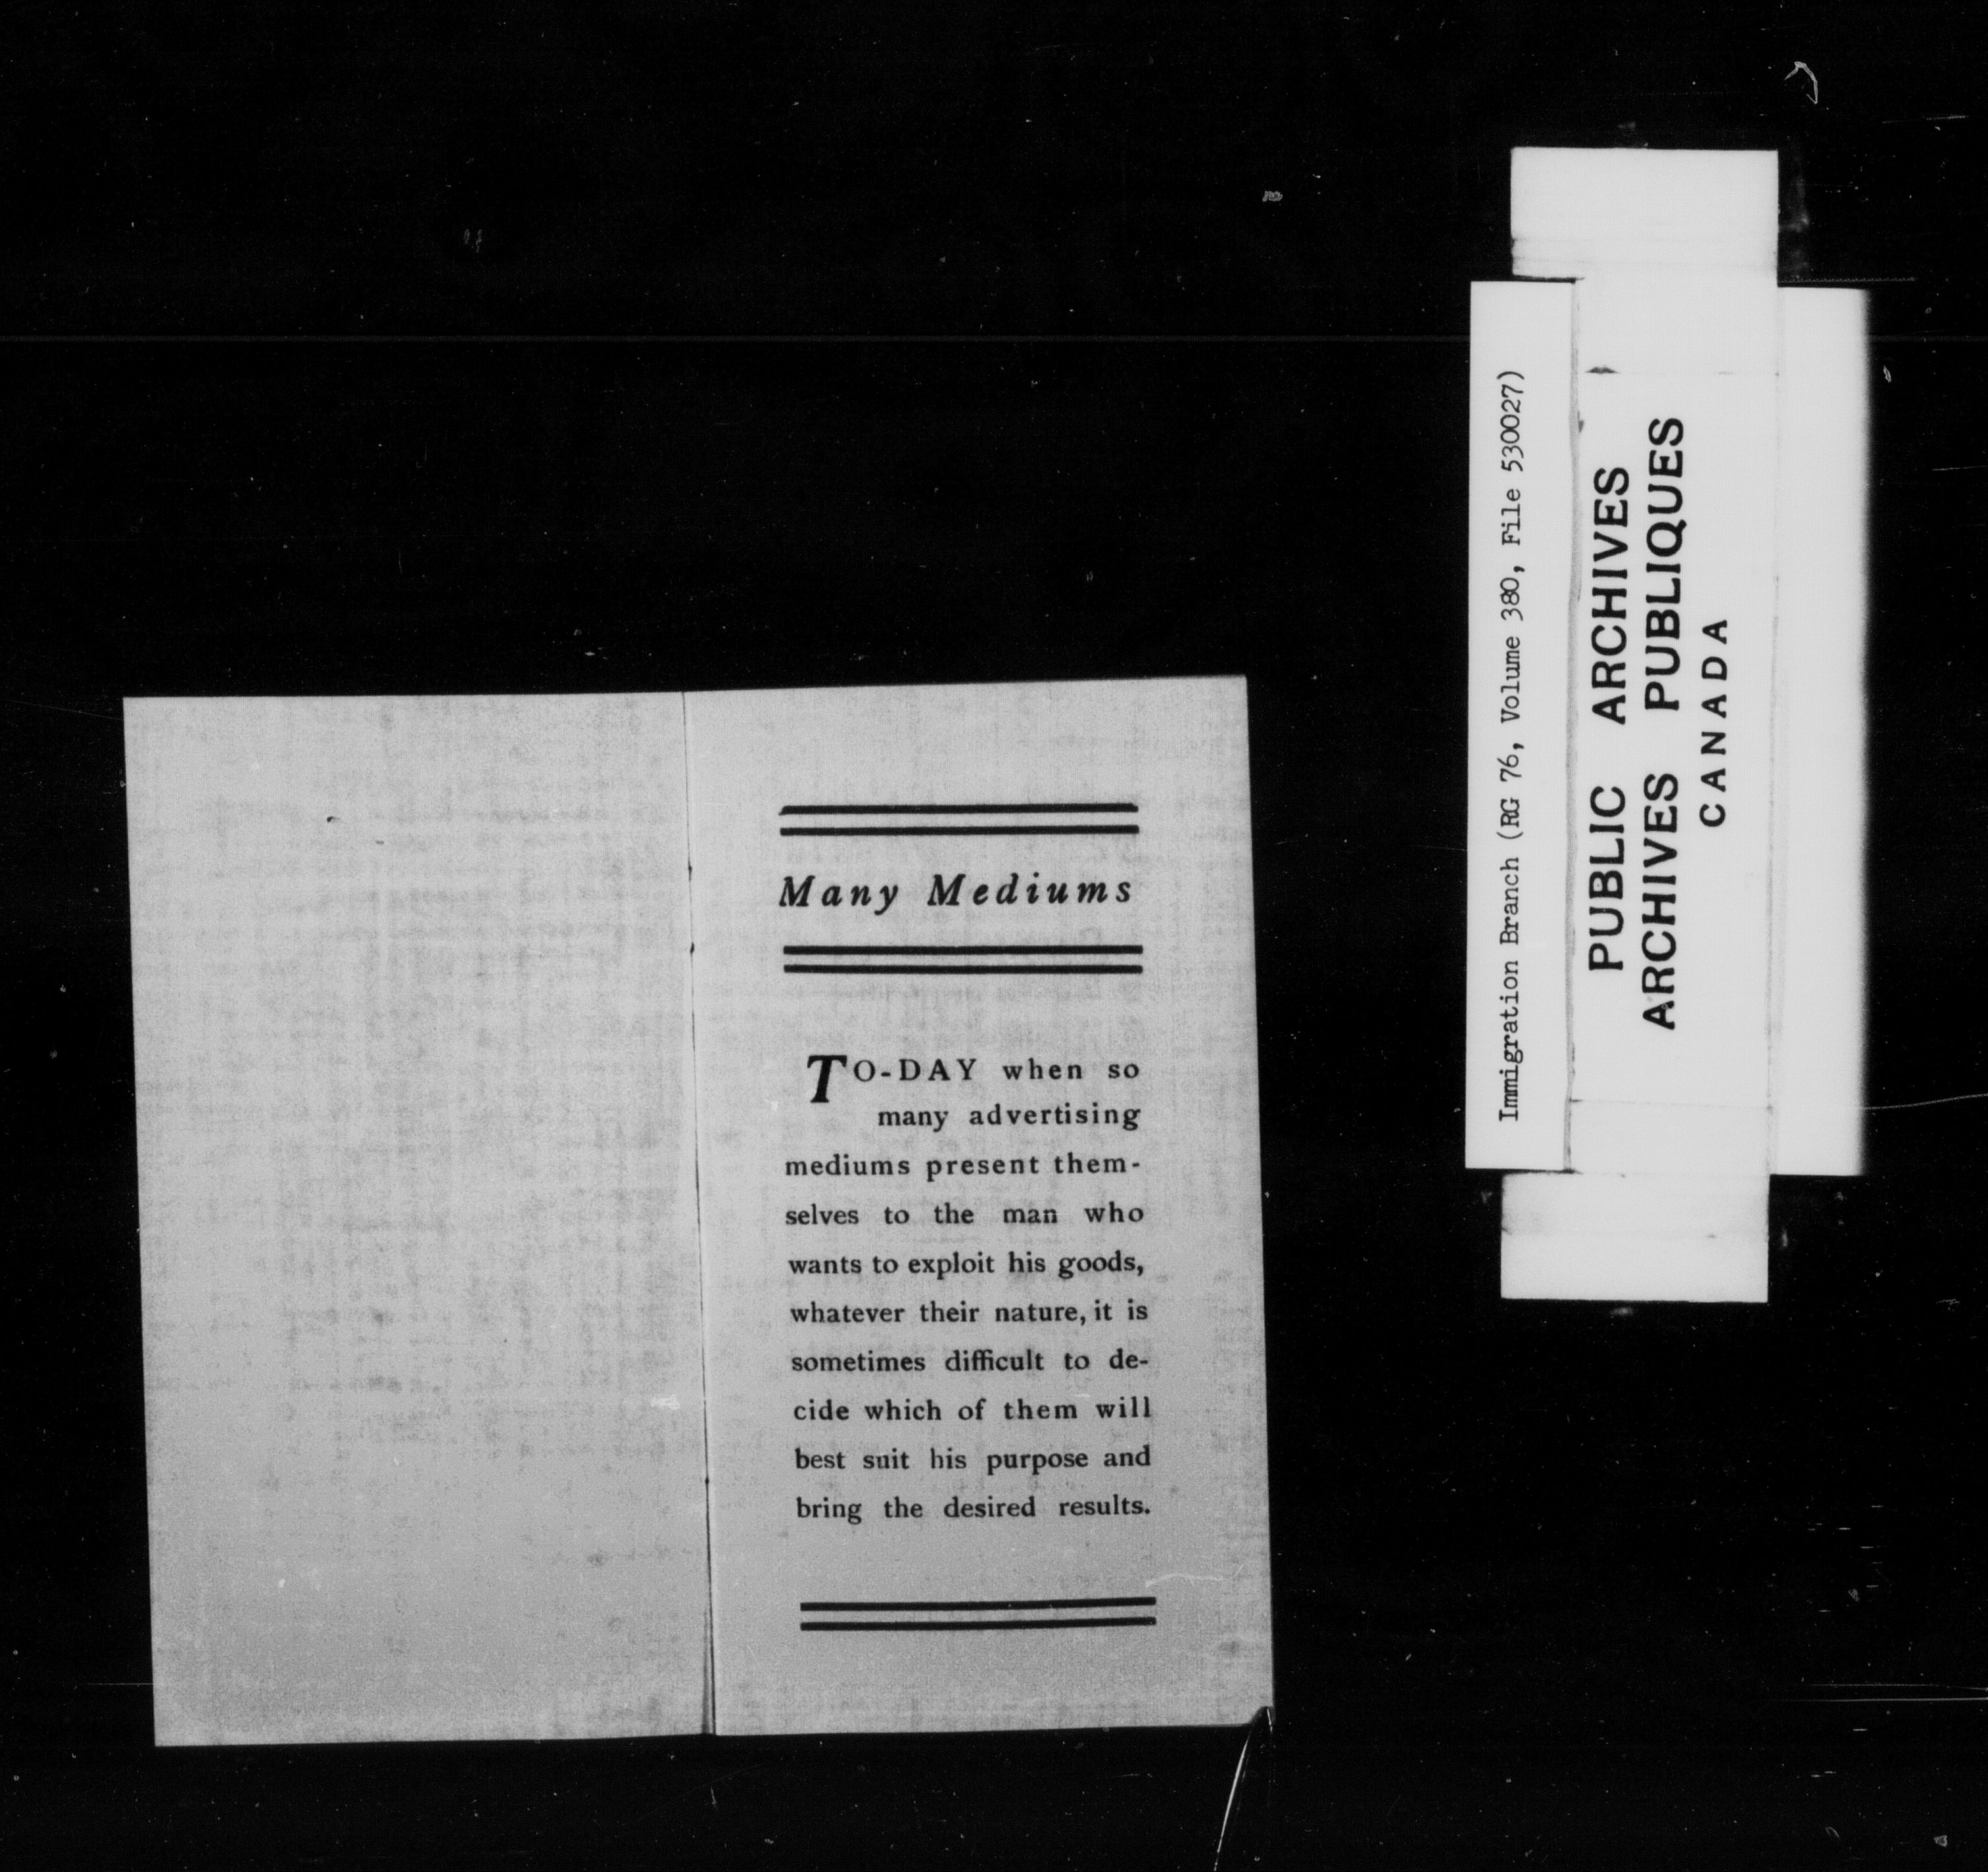 Many Mediums
TO-DAY when so
many advertising
mediums present them-
selves to the man who
wants to exploit his goods,
whatever their nature, it is
sometimes difficult to de-
cide which of them will
best suit his purpose and
bring the desired results.
Immigration Branch (RG 76, Volume 380, File 530027)
PUBLIC ARCHIVES
ARCHIVES PUBLIQUES
CANADA